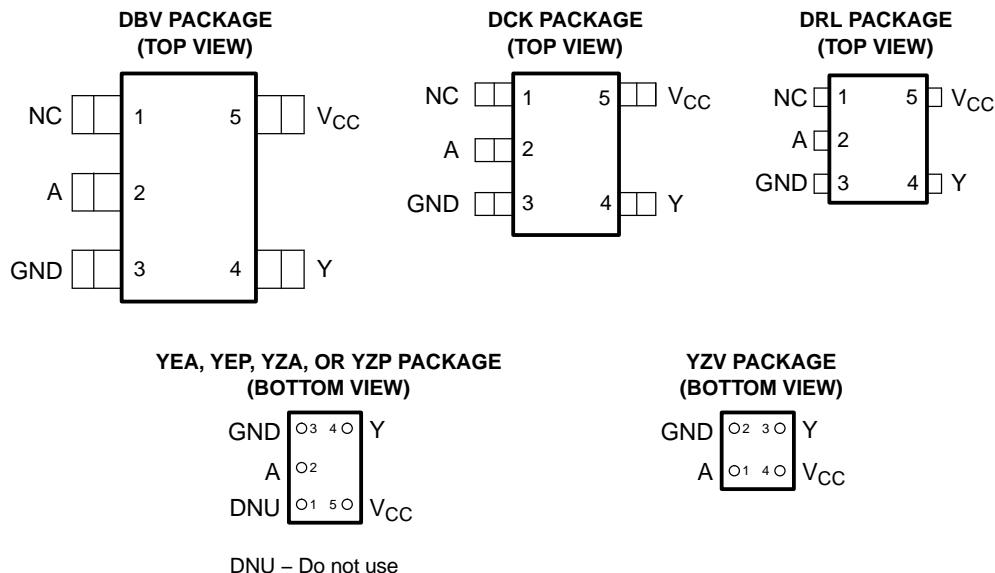 DBV PACKAGE
(TOP VIEW)
NC 1 5 VCC
A 2
GND 3 4 Y
DCK PACKAGE
(TOP VIEW)
NC 1 5 VCC
A 2
GND 3 4 Y
DRL PACKAGE
(TOP VIEW)
NC 1 5 VCC
A 2
GND 3 4 Y
YEA, YEP, YZA, OR YZP PACKAGE
(BOTTOM VIEW)
GND 3 4 Y
A 2
DNU 1 5 VCC
DNU – Do not use
YZV PACKAGE
(BOTTOM VIEW)
GND 2 3 Y
A 1 4 VCC